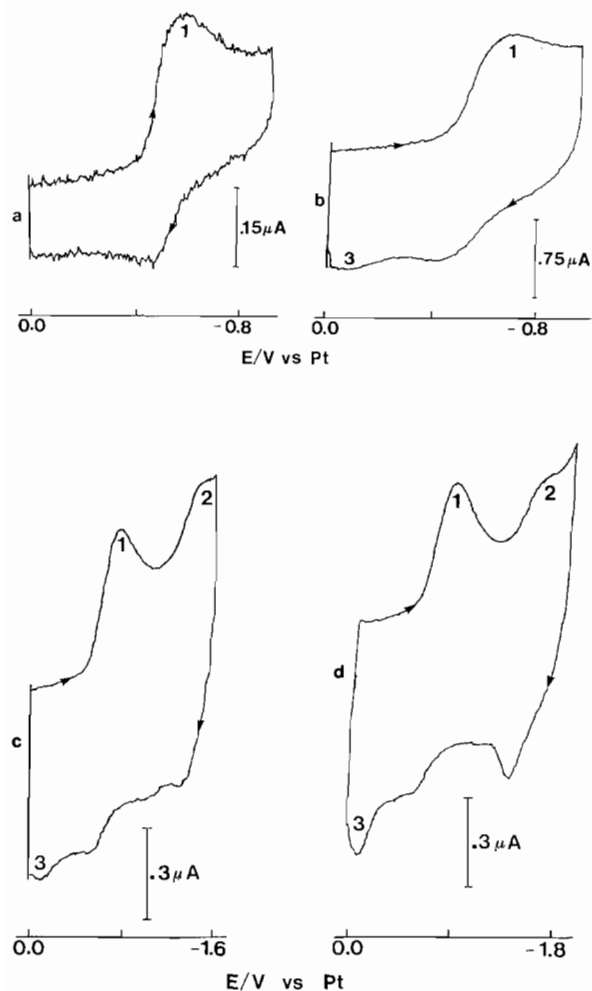 1
a
.15μA
0.0 -0.8
1
b
3
.75μA
0.0 -0.8
E/V vs Pt
1
2
c
3
.3μA
0.0 -1.6
1
2
d
3
.3μA
0.0 -1.8
E/V vs Pt